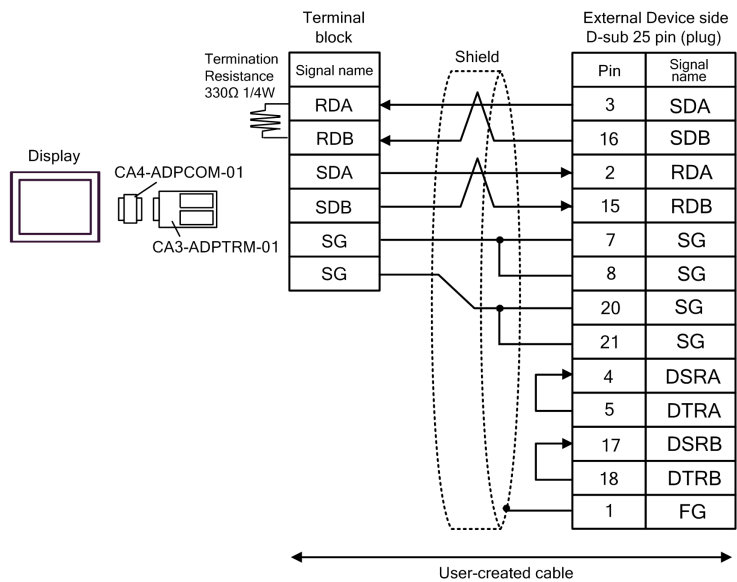 Terminal
block
External Device side
D-sub 25 pin (plug)
Termination
Resistance
330Ω 1/4W
Signal name
Shield
Pin
Signal
name
RDA
3
SDA
RDB
16
SDB
Display
CA4-ADPCOM-01
CA3-ADPTRM-01
SDA
2
RDA
SDB
15
RDB
SG
7
SG
SG
8
SG
20
SG
21
SG
4
DSRA
5
DTRA
17
DSRB
18
DTRB
1
FG
User-created cable